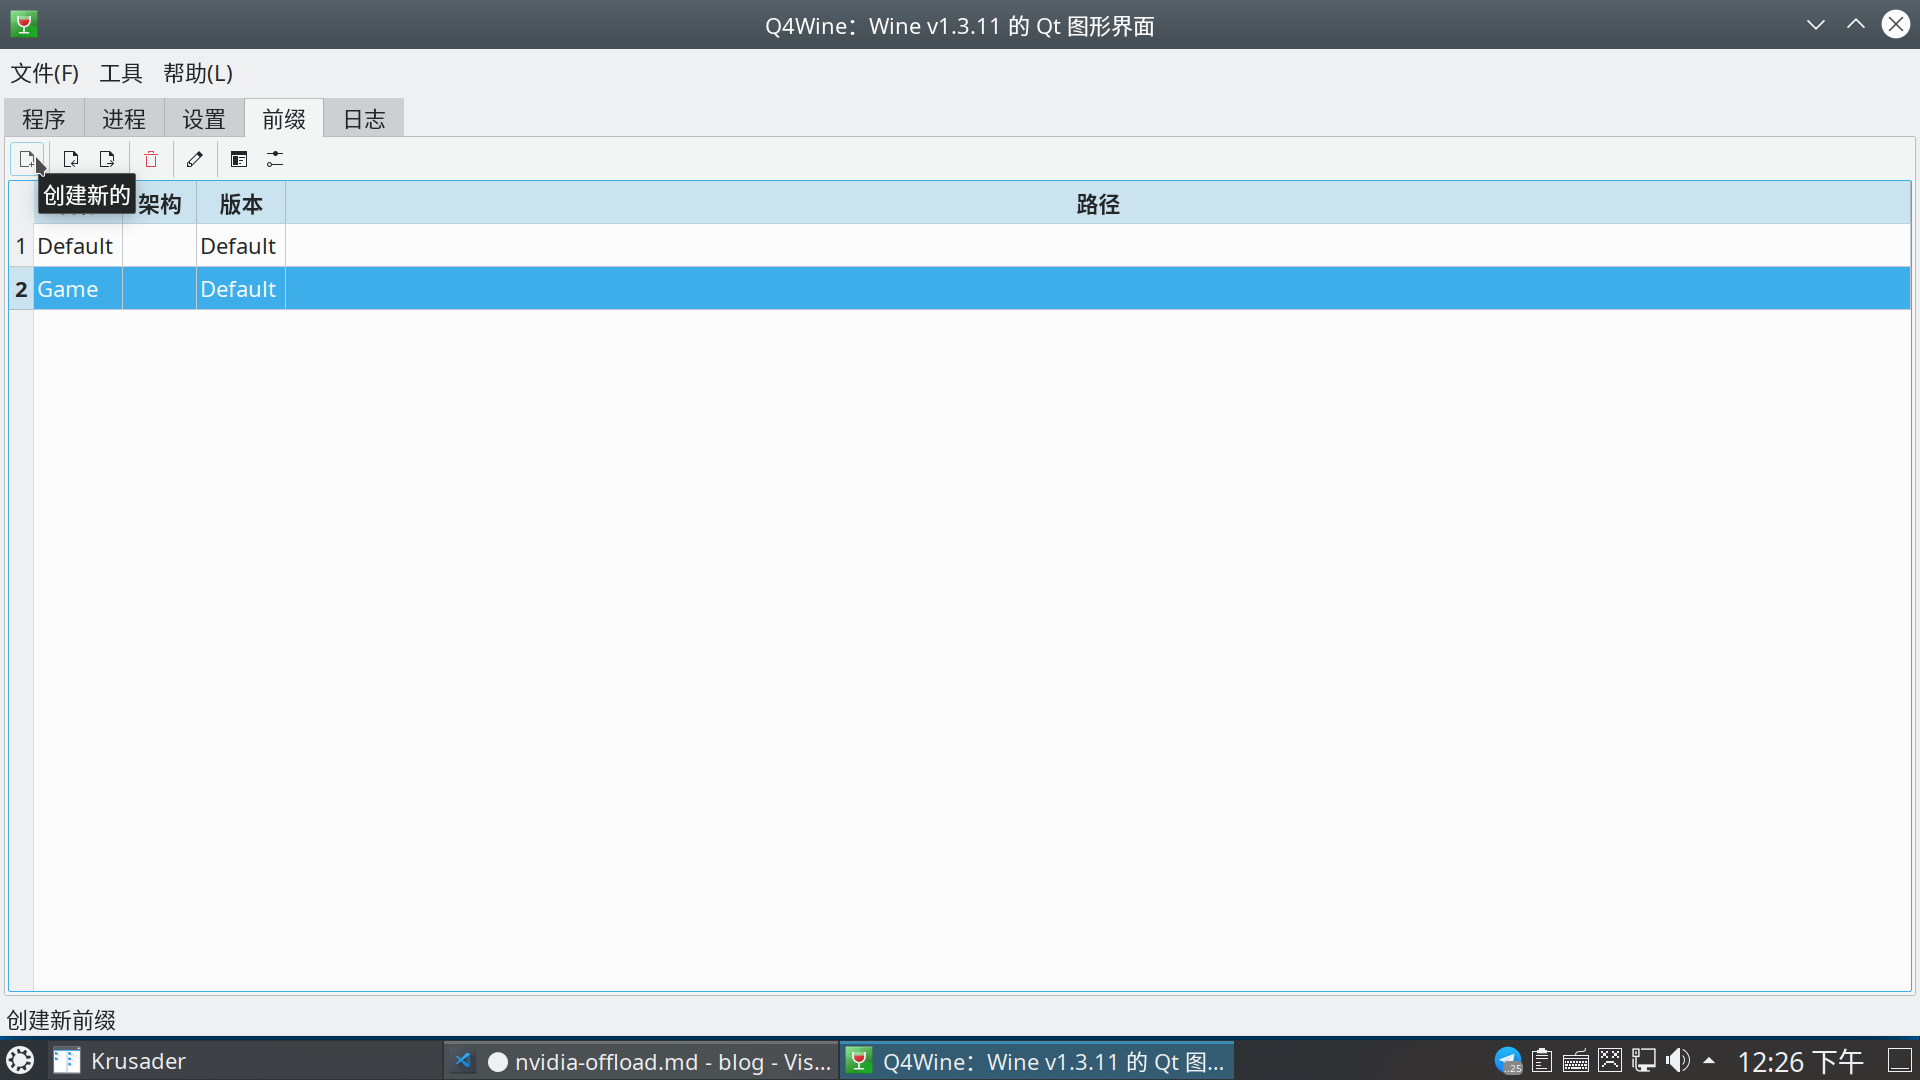 Q4Wine：Wine v1.3.11 的 Qt 图形界面
文件(F) 工具 帮助(L)
程序 进程 设置 前缀 日志
创建新的
架构 版本 路径
1 Default Default
2 Game Default
创建新前缀
Krusader nvidia-offload.md - blog - Vis... Q4Wine：Wine v1.3.11 的 Qt 图... ..25 12:26 下午